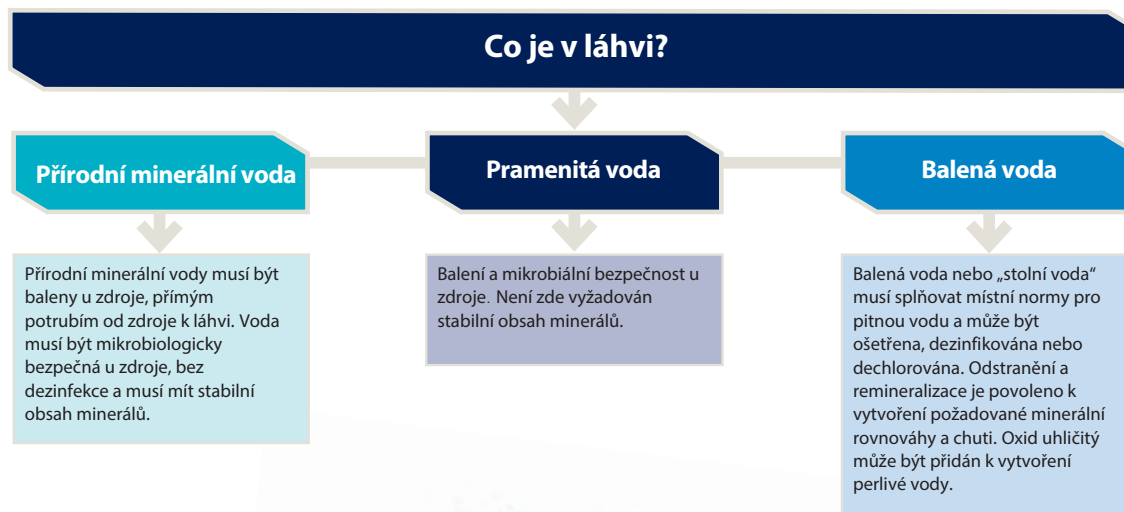 Co je v láhvi?
Přírodní minerální voda
Přírodní minerální vody musí být
baleny u zdroje, přímým
potrubím od zdroje k láhvi. Voda
musí být mikrobiologicky
bezpečná u zdroje, bez
dezinfekce a musí mít stabilní
obsah minerálů.
Pramenitá voda
Balení a mikrobiální bezpečnost u
zdroje. Není zde vyžadován
stabilní obsah minerálů.
Balená voda
Balená voda nebo „stolní voda“
musí splňovat místní normy pro
pitnou vodu a může být
ošetřena, dezinfikována nebo
dechlorována. Odstranění a
remineralizace je povoleno k
vytvoření požadované minerální
rovnováhy a chuti. Oxid uhličitý
může být přidán k vytvoření
perlivé vody.